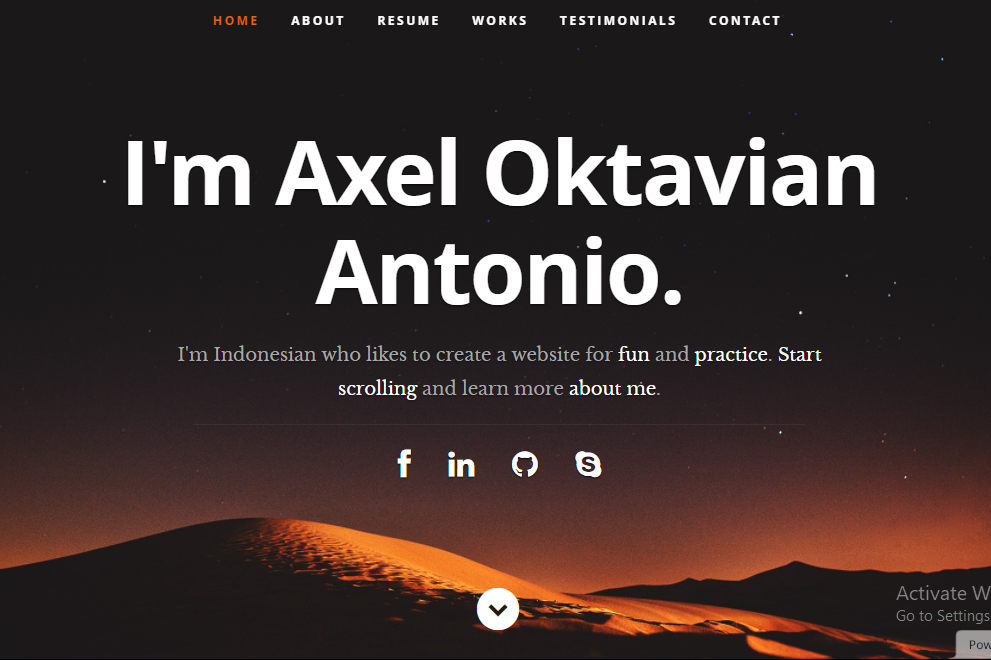 HOME ABOUT RESUME WORKS TESTIMONIALS CONTACT
I'm Axel Oktavian
Antonio.
I'm Indonesian who likes to create a website for fun and practice. Start
scrolling and learn more about me.
Activate W
Go to Settings
Pow